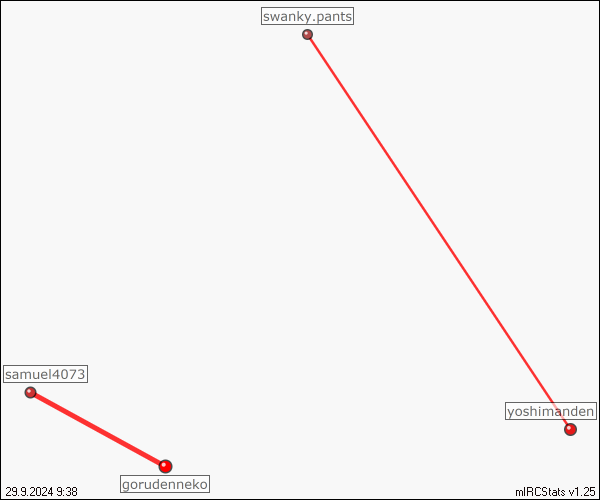 swanky.pants
samuel4073
yoshimanden
gorudenneko
29.9.2024 9:38
mIRCStats v1.25